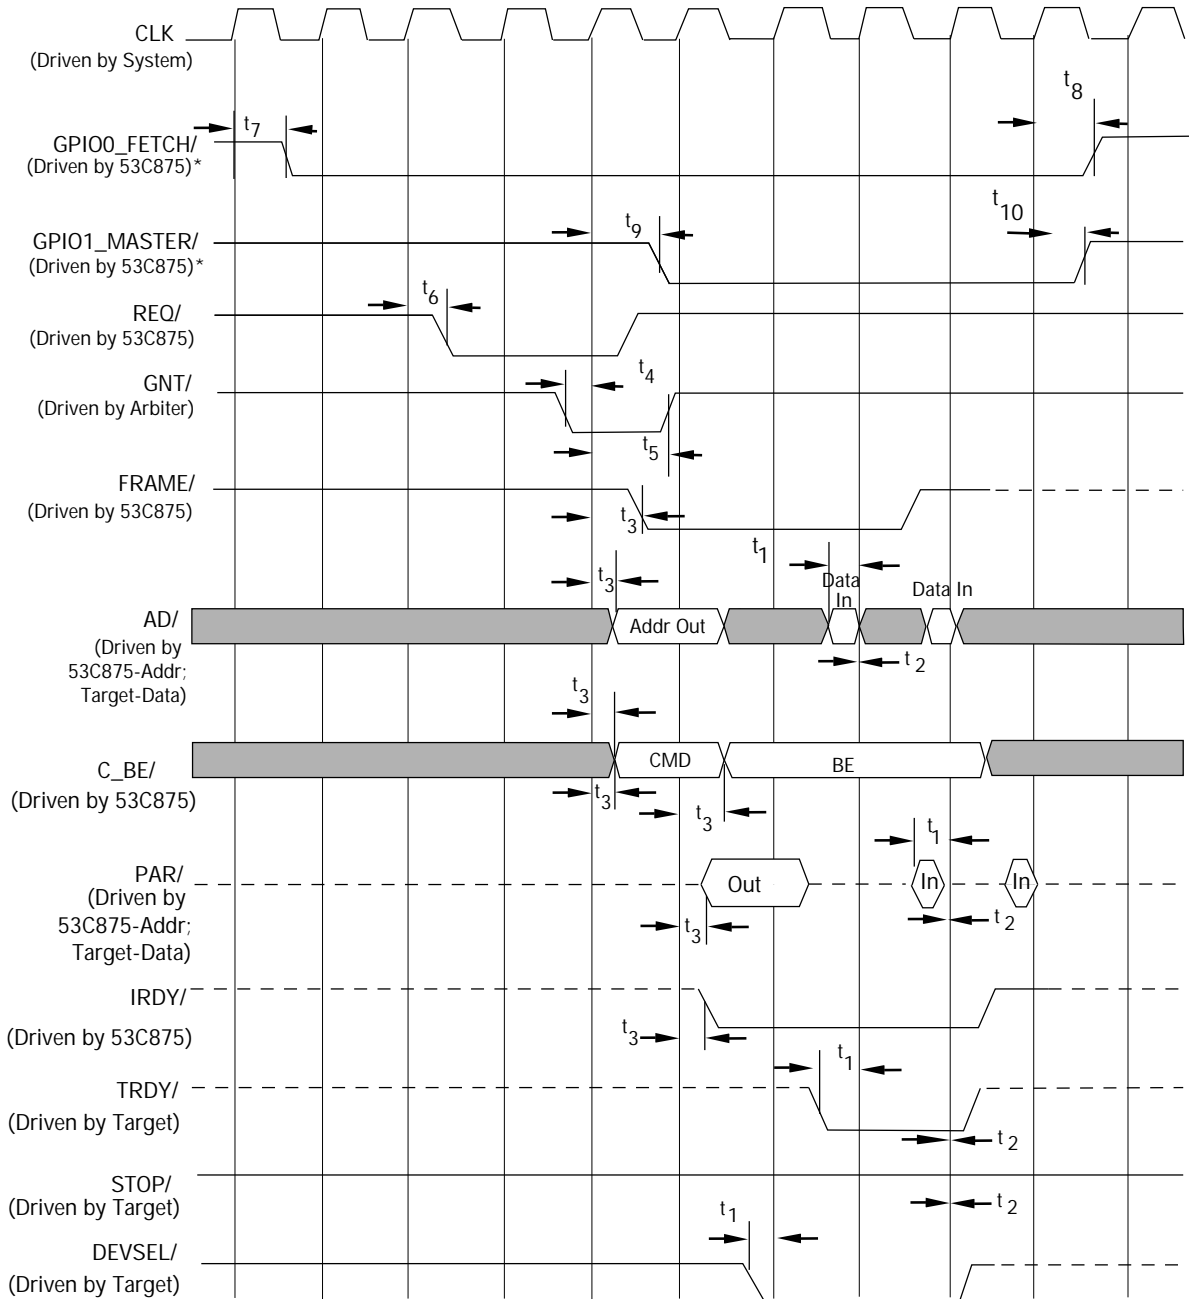 CLK
(Driven by System)
t8
t7
GPIO0_FETCH/
(Driven by 53C875)*
t10
t9
GPIO1_MASTER/
(Driven by 53C875)*
t6
REQ/
(Driven by 53C875)
t4
GNT/
(Driven by Arbiter)
t5
FRAME/
(Driven by 53C875)
t3
t1
t3
Data
In
Data In
AD/
Addr Out
(Driven by
53C875-Addr;
Target-Data)
t2
t3
C_BE/
CMD
BE
(Driven by 53C875)
t3
t3
t1
PAR/
(Driven by
53C875-Addr;
Target-Data)
Out
In
In
t3
t2
IRDY/
(Driven by 53C875)
t3
t1
TRDY/
(Driven by Target)
t2
STOP/
(Driven by Target)
t2
t1
DEVSEL/
(Driven by Target)